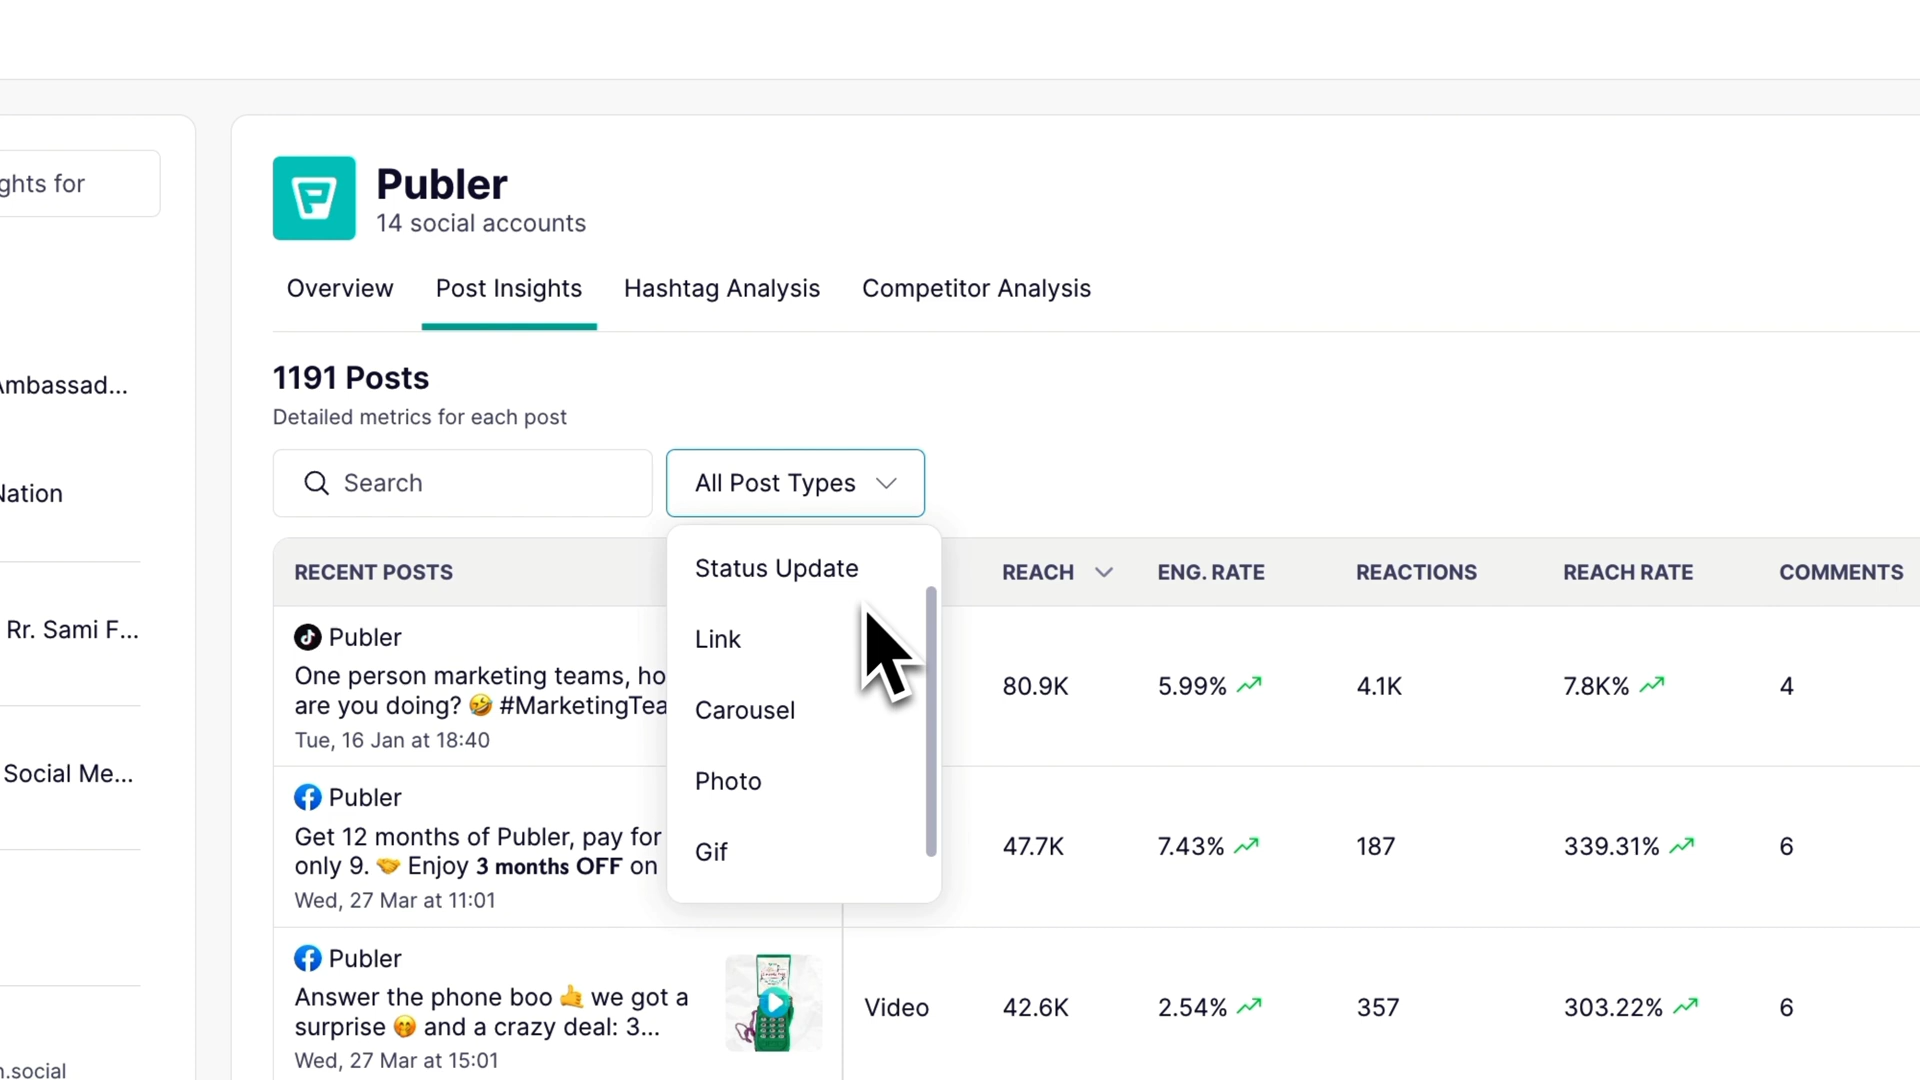 ghts for
Ambassad...
Nation
Rr. Sami F...
Social Me...
n.social
Publer
14 social accounts
Overview
Post Insights
Hashtag Analysis
Competitor Analysis
1191 Posts
Detailed metrics for each post
Search
All Post Types
Status Update
Link
Carousel
Photo
Gif
RECENT POSTS
REACH
ENG. RATE
REACTIONS
REACH RATE
COMMENTS
Publer
One person marketing teams, ho
are you doing? 🤣 #MarketingTea
Tue, 16 Jan at 18:40
80.9K
5.99%
4.1K
7.8K%
4
Publer
Get 12 months of Publer, pay for
only 9. 🤝 Enjoy 3 months OFF on
Wed, 27 Mar at 11:01
47.7K
7.43%
187
339.31%
6
Publer
Answer the phone boo 🤙 we got a
surprise 🤭 and a crazy deal: 3...
Wed, 27 Mar at 15:01
Video
42.6K
2.54%
357
303.22%
6